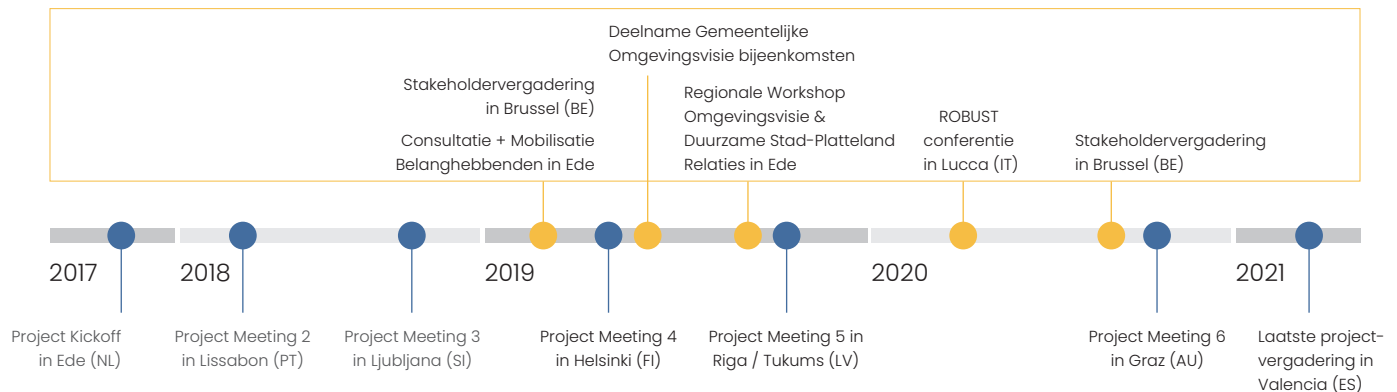 Deelname Gemeentelijke
Omgevingsvisie bijeenkomsten
Stakeholdervergadering
in Brussel (BE)
Consultatie + Mobilisatie
Belanghebbenden in Ede
Regionale Workshop
Omgevingsvisie &
Duurzame Stad-Platteland
Relaties in Ede
ROBUST
conferentie
in Lucca (IT)
Stakeholdervergadering
in Brussel (BE)
2017
2018
2019
2020
2021
Project Kickoff
in Ede (NL)
Project Meeting 2
in Lissabon (PT)
Project Meeting 3
in Ljubljana (SI)
Project Meeting 4
in Helsinki (FI)
Project Meeting 5 in
Riga / Tukums (LV)
Project Meeting 6
in Graz (AU)
Laatste project-
vergadering in
Valencia (ES)